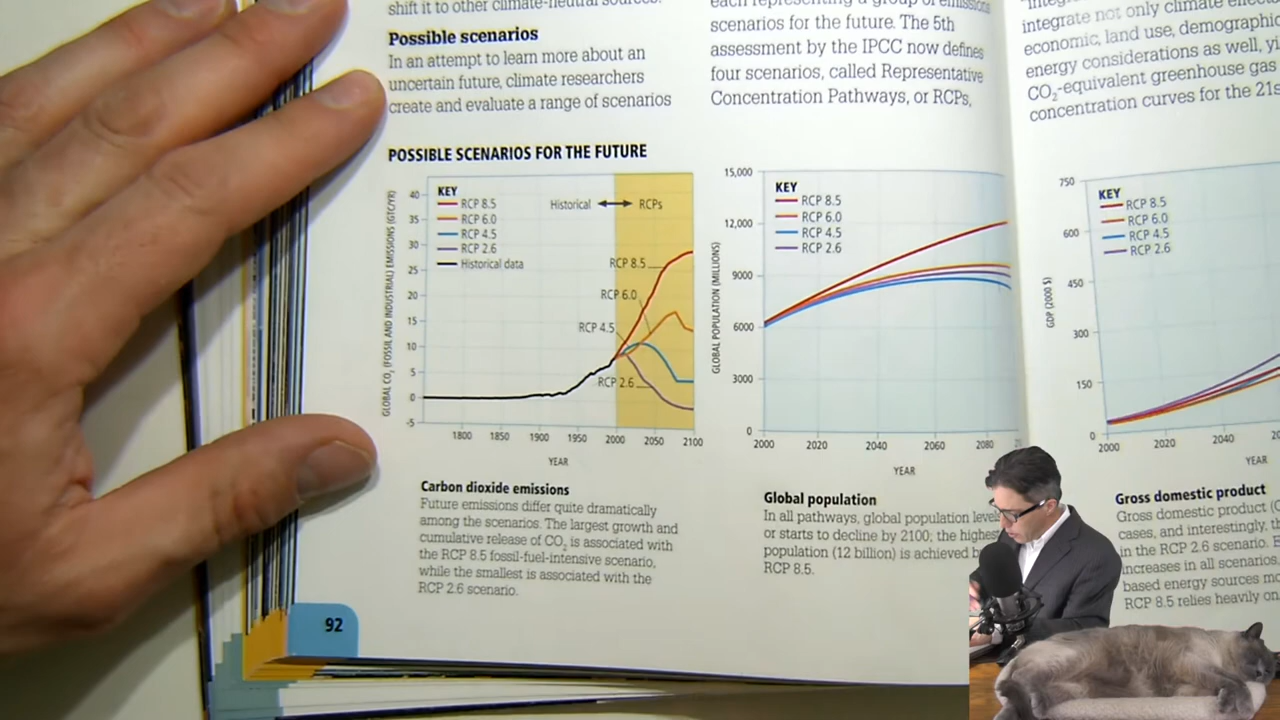 shift it to other climate-neutral sources.
Possible scenarios
In an attempt to learn more about an
uncertain future, climate researchers
create and evaluate a range of scenarios
each representing a group of emissions
scenarios for the future. The 5th
assessment by the IPCC now defines
four scenarios, called Representative
Concentration Pathways, or RCPs,
integrate not only climate
economic, land use, demographic
energy considerations as well,
CO₂-equivalent greenhouse gas
concentration curves for the 21s
POSSIBLE SCENARIOS FOR THE FUTURE
GLOBAL CO₂ (FOSSIL AND INDUSTRIAL) EMISSIONS (GTC/YR)
40
35
30
25
20
15
10
5
0
-5
KEY
RCP 8.5
RCP 6.0
RCP 4.5
RCP 2.6
Historical data
Historical RCPs
RCP 8.5
RCP 6.0
RCP 4.5
RCP 2.6
1800 1850 1900 1950 2000 2050 2100
YEAR
Carbon dioxide emissions
Future emissions differ quite dramatically
among the scenarios. The largest growth and
cumulative release of CO₂ is associated with
the RCP 8.5 fossil-fuel-intensive scenario,
while the smallest is associated with the
RCP 2.6 scenario.
GLOBAL POPULATION (MILLIONS)
15,000
12,000
9000
6000
3000
0
KEY
RCP 8.5
RCP 6.0
RCP 4.5
RCP 2.6
2000 2020 2040 2060 2080
YEAR
Global population
In all pathways, global population level
or starts to decline by 2100; the highest
population (12 billion) is achieved
RCP 8.5.
GDP (2000 $)
750
600
450
300
150
0
KEY
RCP 8.5
RCP 6.0
RCP 4.5
RCP 2.6
2000 2020 2040
YEAR
Gross domestic product
Gross domestic product
cases, and interestingly,
in the RCP 2.6 scenario.
increases in all scenarios,
based energy sources
RCP 8.5 relies heavily on
92